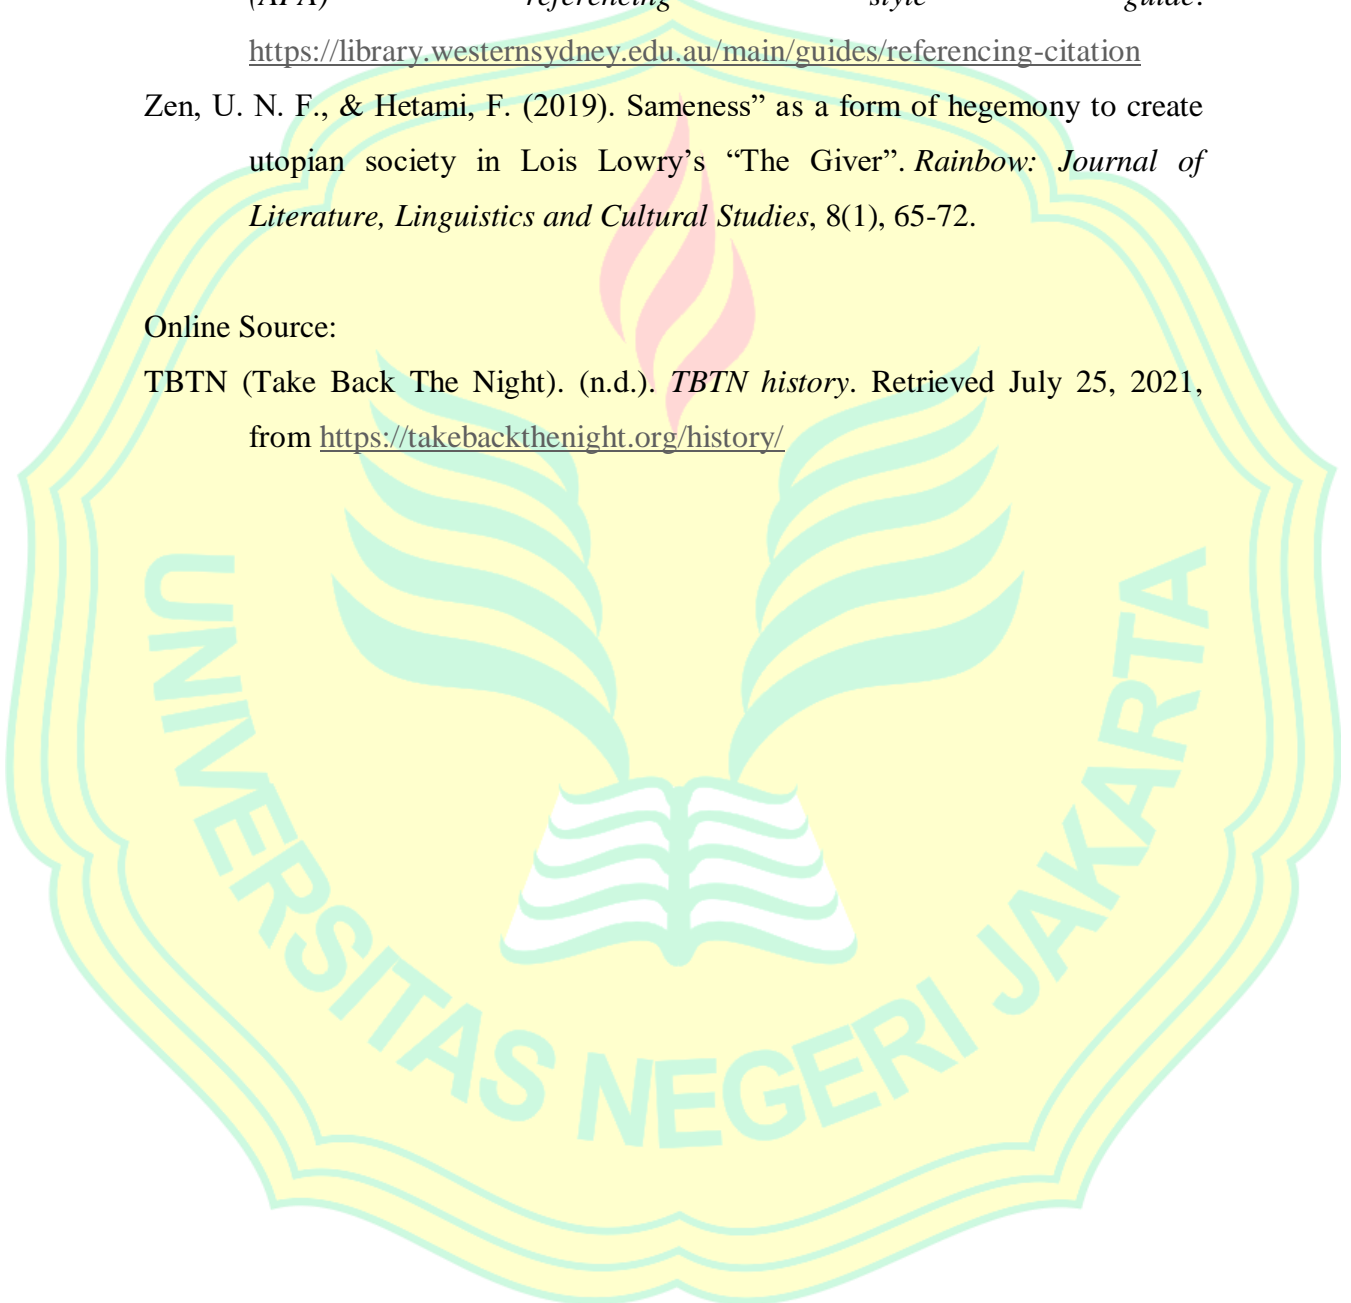 (APA) referencing style guide.
https://library.westernsydney.edu.au/main/guides/referencing-citation
Zen, U. N. F., & Hetami, F. (2019). Sameness” as a form of hegemony to create
utopian society in Lois Lowry’s “The Giver”. Rainbow: Journal of
Literature, Linguistics and Cultural Studies, 8(1), 65-72.
Online Source:
TBTN (Take Back The Night). (n.d.). TBTN history. Retrieved July 25, 2021,
from https://takebackthenight.org/history/
UNIVERSITAS NEGERI JAKARTA